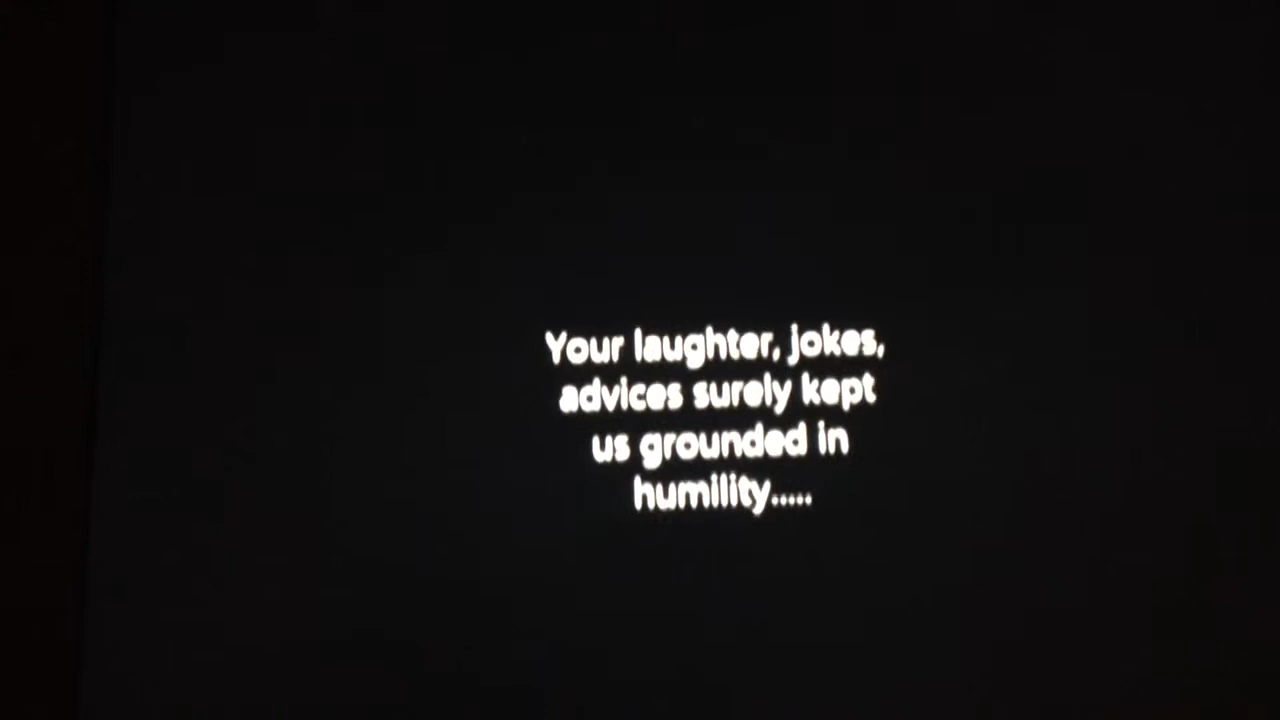 Your laughter, jokes,
advices surely kept
us grounded in
humility.....